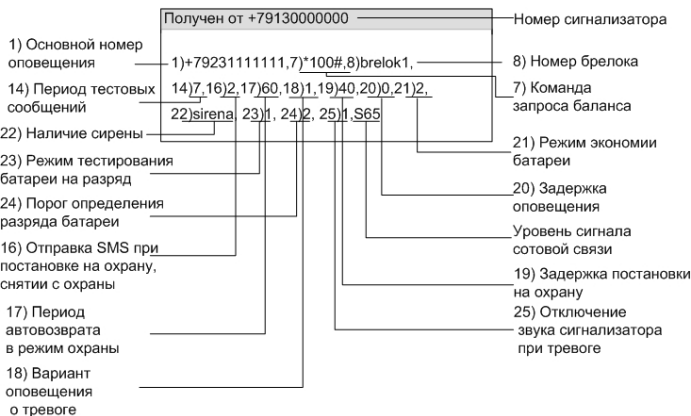 Получен от +79130000000
Номер сигнализатора
1) Основной номер
оповещения
1)+79231111111,7)*100#,8)brelok1,
8) Номер брелока
14) Период тестовых
сообщений
14)7,16)2,17)60,18)1,19)40,20)0,21)2,
7) Команда
запроса баланса
22) Наличие сирены
22)sirena, 23)1, 24)2, 25)1,S65
21) Режим экономии
батареи
23) Режим тестирования
батареи на разряд
20) Задержка
оповещения
24) Порог определения
разряда батареи
Уровень сигнала
сотовой связи
16) Отправка SMS при
постановке на охрану,
снятии с охраны
19) Задержка постановки
на охрану
17) Период
автовозврата
в режим охраны
25) Отключение
звука сигнализатора
при тревоге
18) Вариант
оповещения
о тревоге